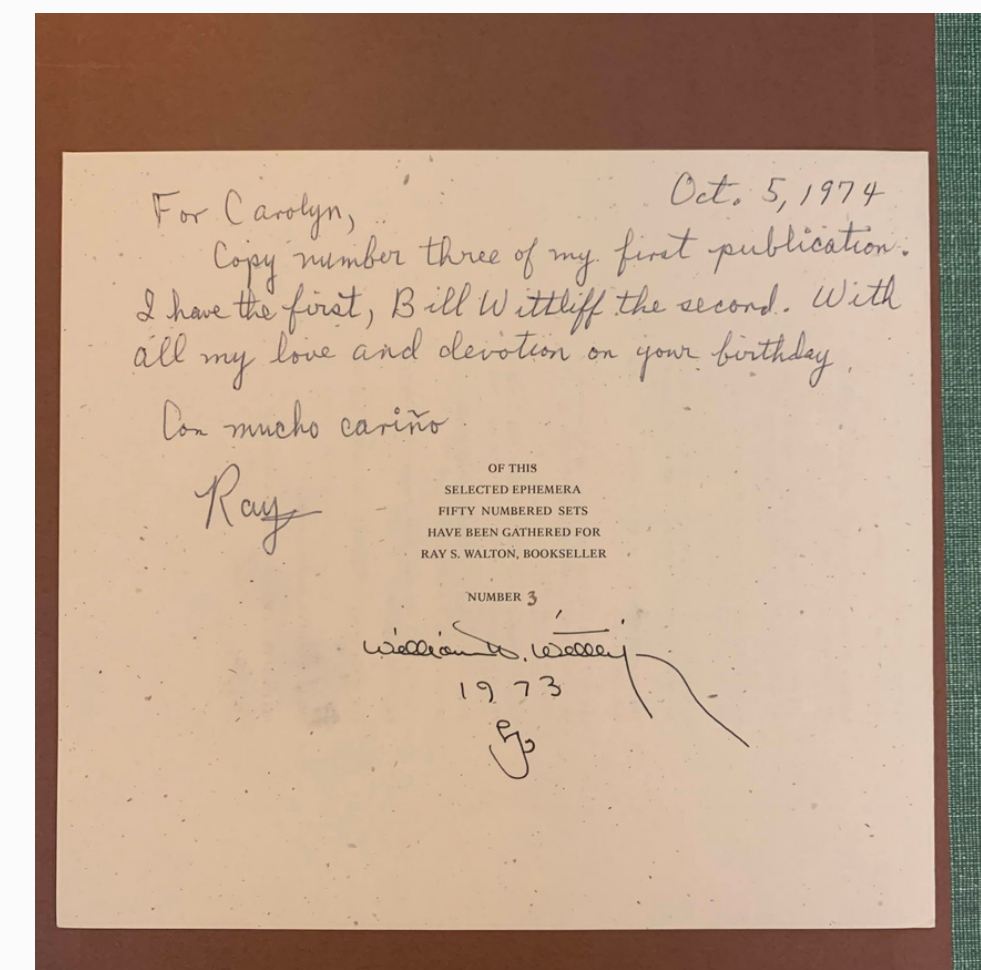 Oct. 5, 1974
For Carolyn,
Copy number three of my first publication.
I have the first, Bill Wittliff the second. With
all my love and devotion on your birthday.
Con mucho cariño
Ray
OF THIS
SELECTED EPHEMERA
FIFTY NUMBERED SETS
HAVE BEEN GATHERED FOR
RAY S. WALTON, BOOKSELLER
NUMBER 3
William D. Wittliff
1973